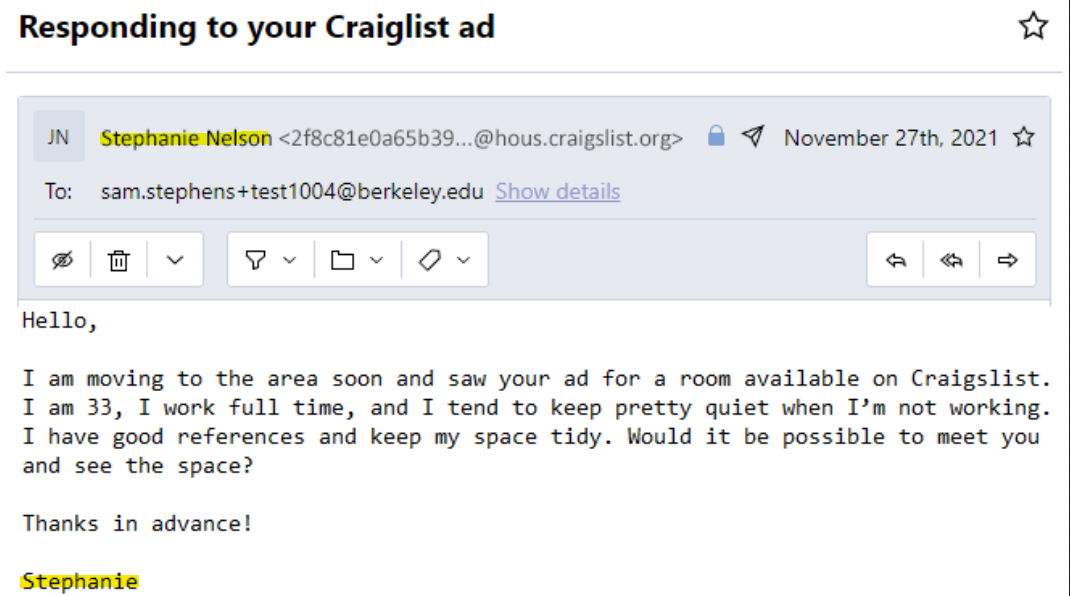 Responding to your Craiglist ad
JN Stephanie Nelson <2f8c81e0a65b39...@hous.craigslist.org> November 27th, 2021
To: sam.stephens+test1004@berkeley.edu Show details
Hello,
I am moving to the area soon and saw your ad for a room available on Craigslist.
I am 33, I work full time, and I tend to keep pretty quiet when I’m not working.
I have good references and keep my space tidy. Would it be possible to meet you
and see the space?
Thanks in advance!
Stephanie